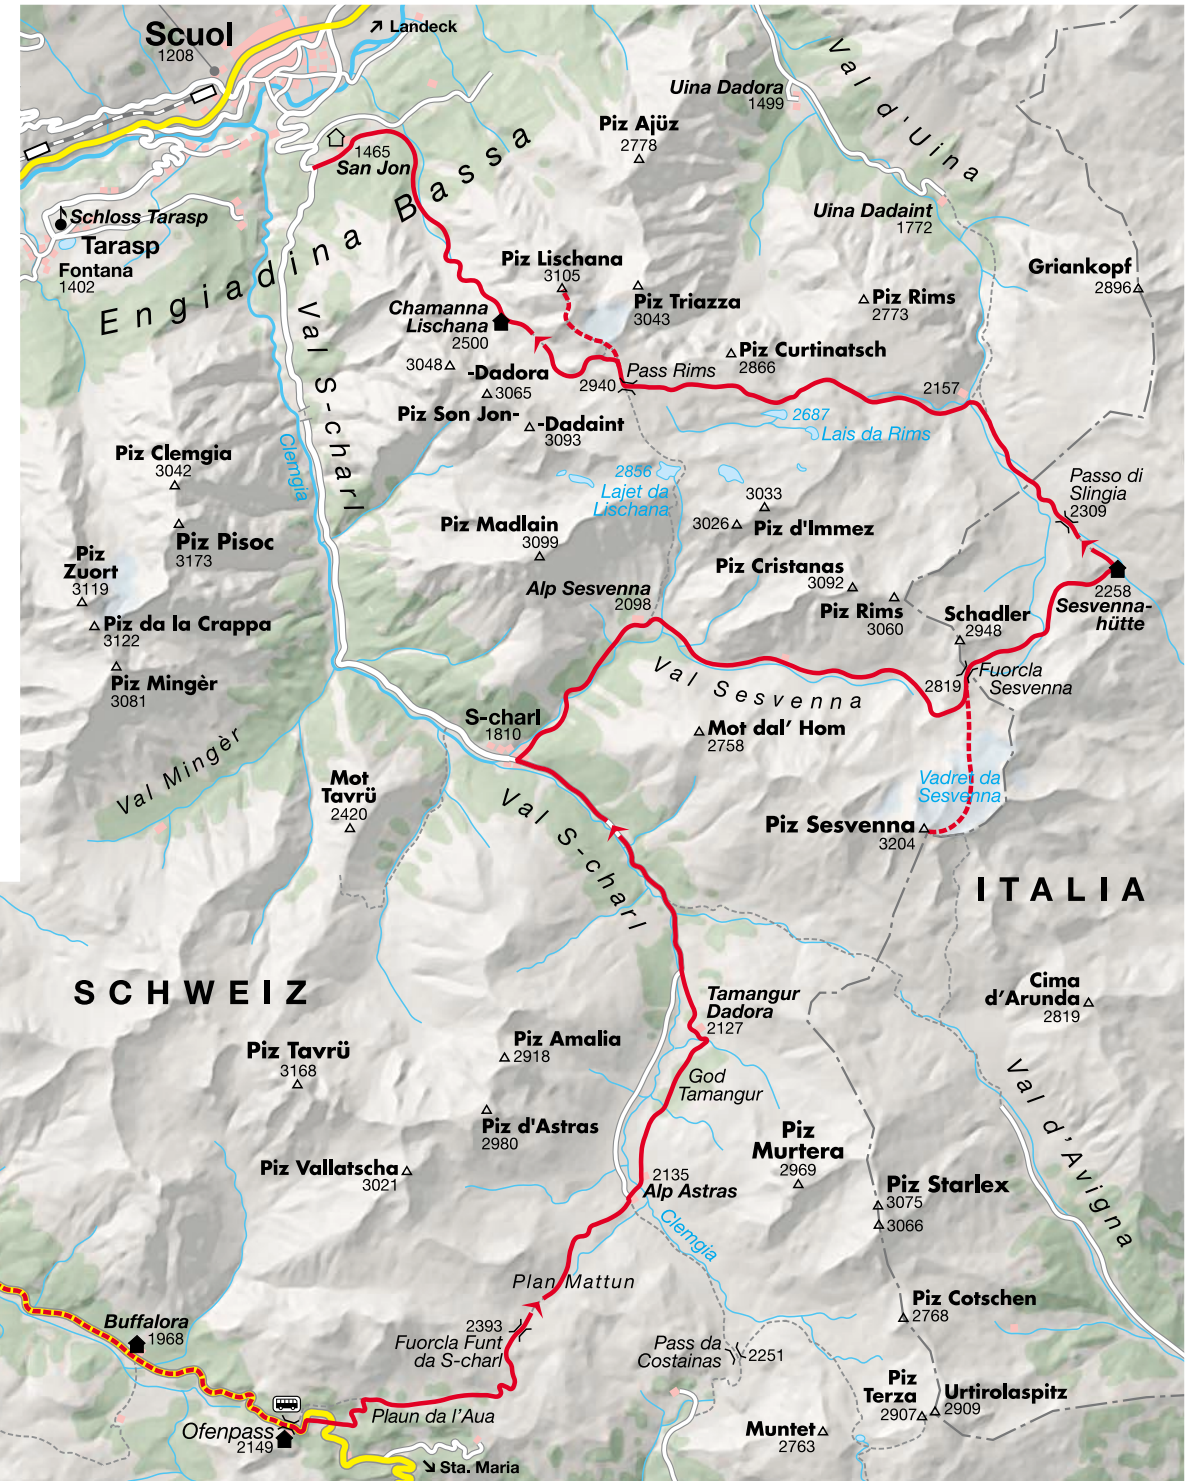 Scuol
1208
↗ Landeck
Uina Dadora
1499
Val d'Uina
Piz Ajüz
2778
1465
San Jon
Engiadina Bassa
Schloss Tarasp
Tarasp
Fontana
1402
Uina Dadaint
1772
Griankopf
2896
Piz Lischana
3105
Piz Triazza
3043
Piz Rims
2773
Chamanna
Lischana
2500
Val S-charl
3048
-Dadora
3065
Piz Son Jon-
-Dadaint
3093
2940
Pass Rims
Piz Curtinatsch
2866
2157
2687
Lais da Rims
Clemgia
Piz Clemgia
3042
Piz Pisoc
3173
Piz
Zuort
3119
Piz da la Crappa
3122
Piz Mingèr
3081
Val Mingèr
2856
Lajet da
Lischana
3033
3026
Piz d'Immez
Passo di
Slingia
2309
Piz Madlain
3099
Piz Cristanas
3092
Piz Rims
3060
Alp Sesvenna
2098
2258
Sesvenna-
hütte
Schadler
2948
2819
Fuorcla
Sesvenna
Val Sesvenna
S-charl
1810
Mot dal' Hom
2758
Mot
Tavrü
2420
Vadret da
Sesvenna
Piz Sesvenna
3204
Val S-charl
ITALIA
SCHWEIZ
Cima
d'Arunda
2819
Tamangur
Dadora
2127
Piz Amalia
2918
Piz Tavrü
3168
God
Tamangur
Val d'Avigna
Piz d'Astras
2980
Piz
Murtera
2969
Piz Vallatscha
3021
2135
Alp Astras
Piz Starlex
3075
3066
Clemgia
Plan Mattun
Piz Cotschen
2768
Buffalora
1968
2393
Fuorcla Funt
da S-charl
Pass da
Costainas
2251
Piz
Terza
2907
Urtirolaspitz
2909
Plaun da l'Aua
Ofenpass
2149
Muntet
2763
↘ Sta. Maria